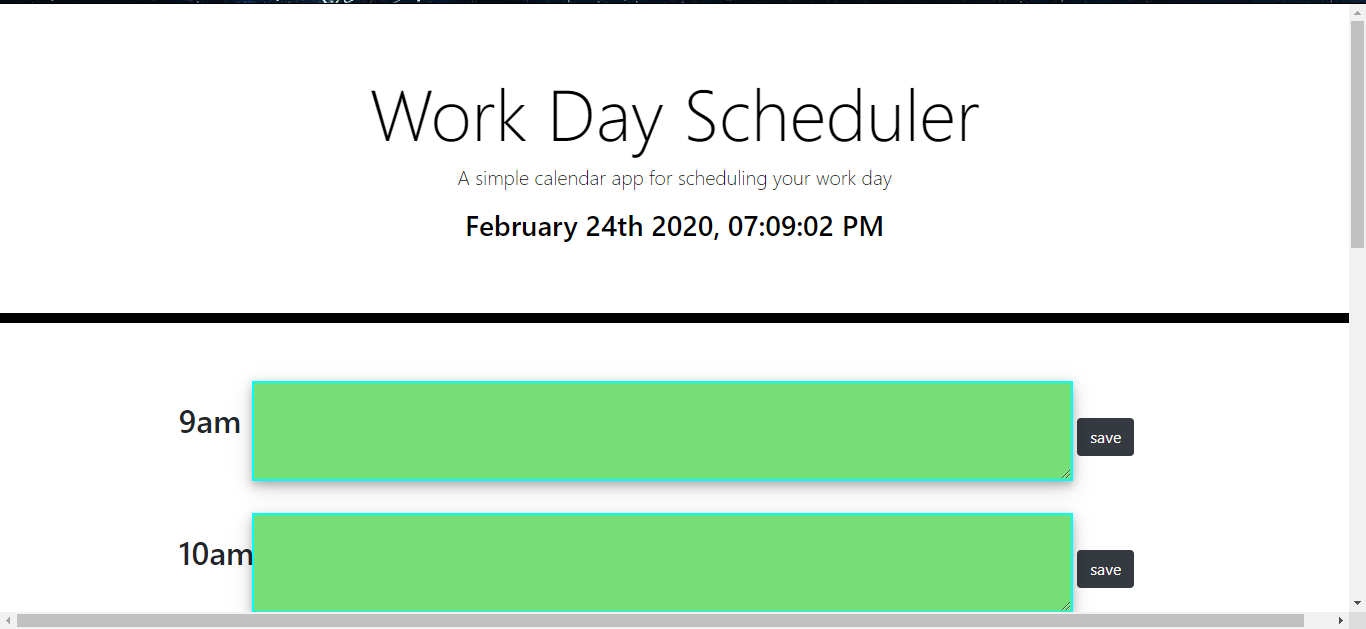 Work Day Scheduler
A simple calendar app for scheduling your work day
February 24th 2020, 07:09:02 PM
9am
save
10am
save